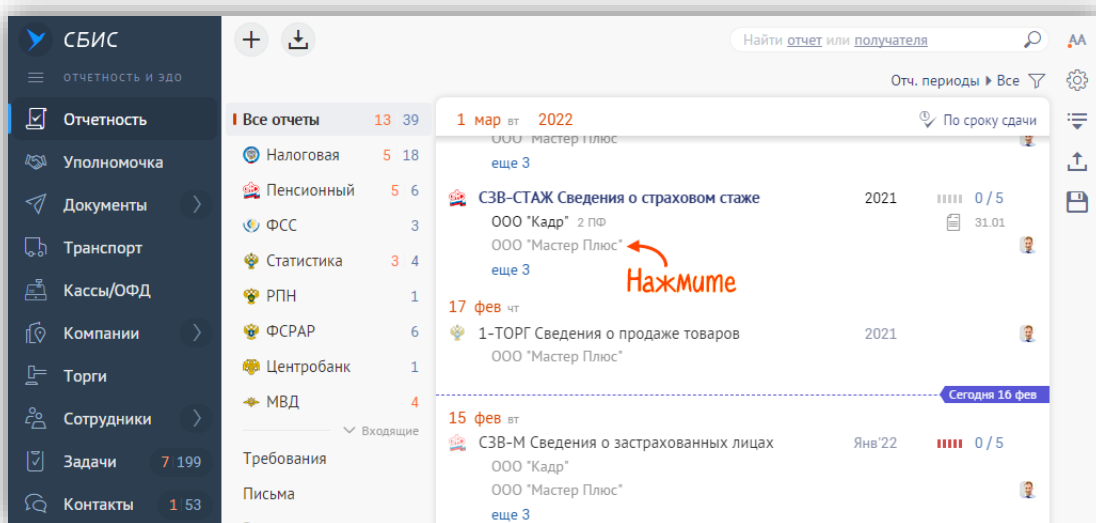 СБИС
Найти отчет или получателя
АА
ОТЧЕТНОСТЬ И ЭДО
Отч. периоды Все
Отчетность
Уполномочка
Документы
Транспорт
Кассы/ОФД
Компании
Торги
Сотрудники
Задачи 7 199
Контакты 1 53
Все отчеты 13 39
Налоговая 5 18
Пенсионный 5 6
ФСС 3
Статистика 3 4
РПН 1
ФСРАР 6
Центробанк 1
МВД 4
Входящие
Требования
Письма
1 мар вт 2022 По сроку сдачи
ООО "Мастер Плюс"
еще 3
СЗВ-СТАЖ Сведения о страховом стаже 2021 0 / 5
ООО "Кадр" 2 ПФ 31.01
ООО "Мастер Плюс"
еще 3
Нажмите
17 фев чт
1-ТОРГ Сведения о продаже товаров 2021
ООО "Мастер Плюс"
Сегодня 16 фев
15 фев вт
СЗВ-М Сведения о застрахованных лицах Янв'22 0 / 5
ООО "Кадр"
ООО "Мастер Плюс"
еще 3